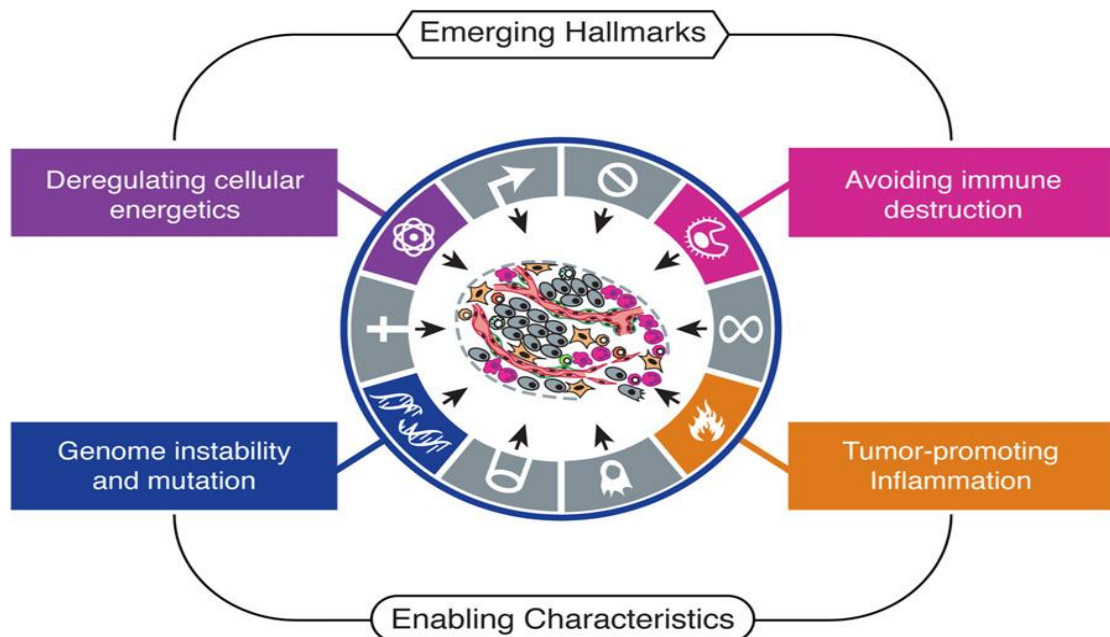 Emerging Hallmarks
Deregulating cellular
energetics
Avoiding immune
destruction
Genome instability
and mutation
Tumor-promoting
Inflammation
Enabling Characteristics